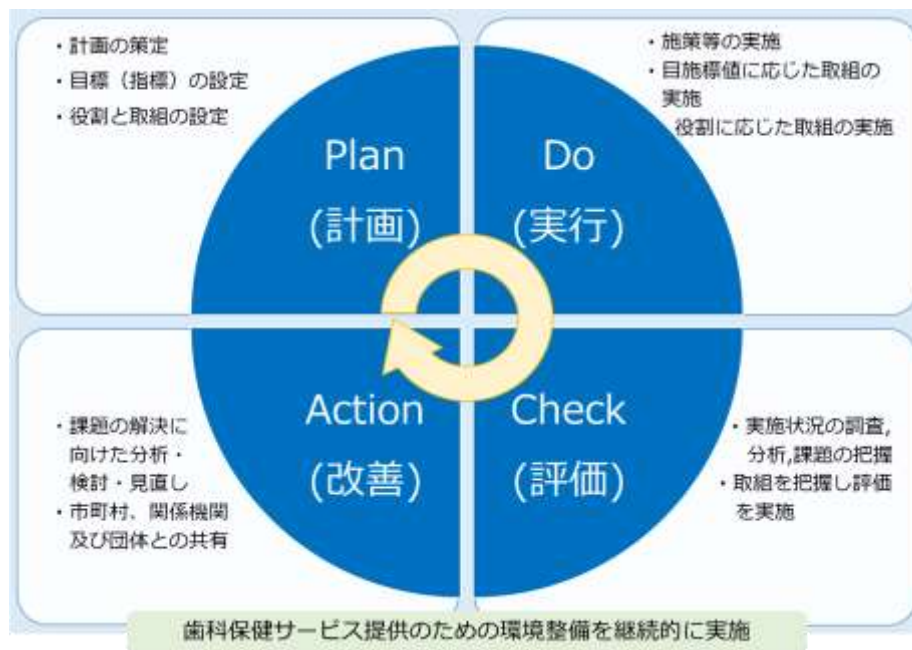 ・計画の策定
・目標（指標）の設定
・役割と取組の設定
Plan
(計画)
・施策等の実施
・目施標値に応じた取組の
実施
役割に応じた取組の実施
Do
(実行)
・課題の解決に
向けた分析・
検討・見直し
・市町村、関係機関
及び団体との共有
Action
(改善)
Check
(評価)
・実施状況の調査,
分析,課題の把握
・取組を把握し評価
を実施
歯科保健サービス提供のための環境整備を継続的に実施